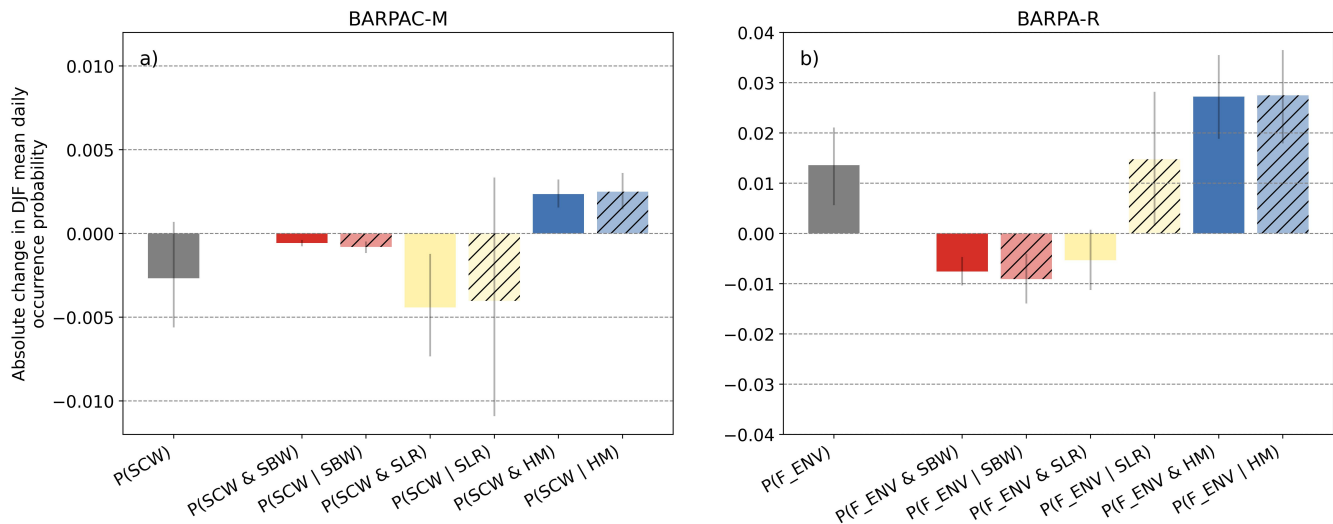 BARPAC-M
a)
Absolute change in DJF mean daily
occurrence probability
0.010
0.005
0.000
−0.005
−0.010
P(SCW)
P(SCW & SBW)
P(SCW | SBW)
P(SCW & SLR)
P(SCW | SLR)
P(SCW & HM)
P(SCW | HM)
BARPA-R
b)
0.04
0.03
0.02
0.01
0.00
−0.01
−0.02
−0.03
−0.04
P(F_ENV)
P(F_ENV & SBW)
P(F_ENV | SBW)
P(F_ENV & SLR)
P(F_ENV | SLR)
P(F_ENV & HM)
P(F_ENV | HM)